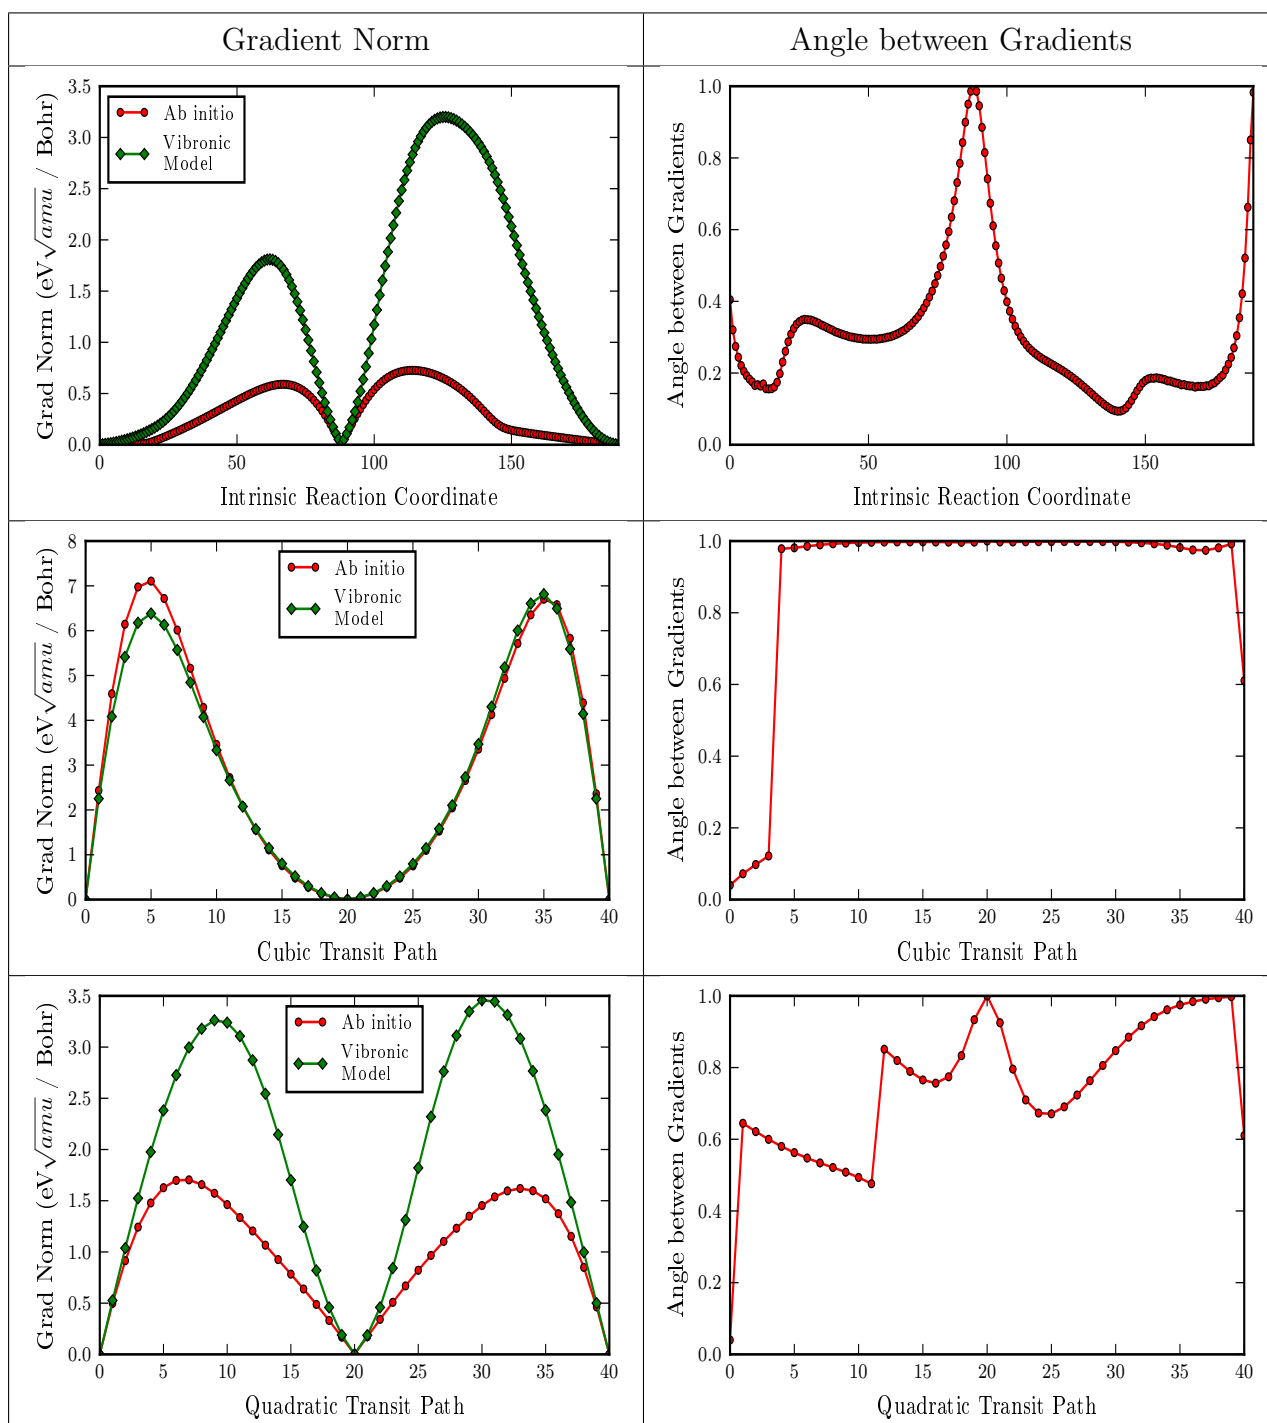 Gradient Norm
Angle between Gradients
3.5
3.0
2.5
2.0
1.5
1.0
0.5
0.0
Grad Norm (eV√amu / Bohr)
Ab initio
Vibronic
Model
0 50 100 150
Intrinsic Reaction Coordinate
1.0
0.8
0.6
0.4
0.2
0.0
Angle between Gradients
0 50 100 150
Intrinsic Reaction Coordinate
8
7
6
5
4
3
2
1
0
Grad Norm (eV√amu / Bohr)
Ab initio
Vibronic
Model
0 5 10 15 20 25 30 35 40
Cubic Transit Path
1.0
0.8
0.6
0.4
0.2
0.0
Angle between Gradients
0 5 10 15 20 25 30 35 40
Cubic Transit Path
3.5
3.0
2.5
2.0
1.5
1.0
0.5
0.0
Grad Norm (eV√amu / Bohr)
Ab initio
Vibronic
Model
0 5 10 15 20 25 30 35 40
Quadratic Transit Path
1.0
0.8
0.6
0.4
0.2
0.0
Angle between Gradients
0 5 10 15 20 25 30 35 40
Quadratic Transit Path